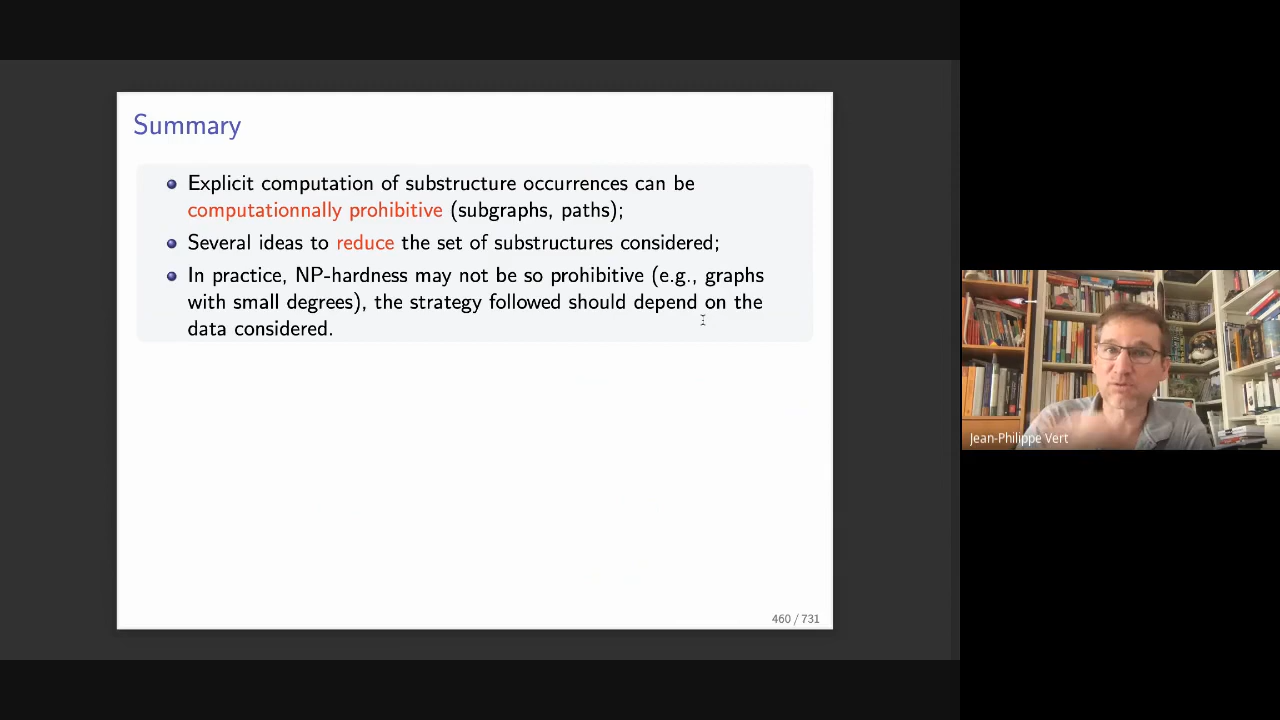 Summary
Explicit computation of substructure occurrences can be
computationnally prohibitive (subgraphs, paths);
Several ideas to reduce the set of substructures considered;
In practice, NP-hardness may not be so prohibitive (e.g., graphs
with small degrees), the strategy followed should depend on the
data considered.
460 / 731
Jean-Philippe Vert